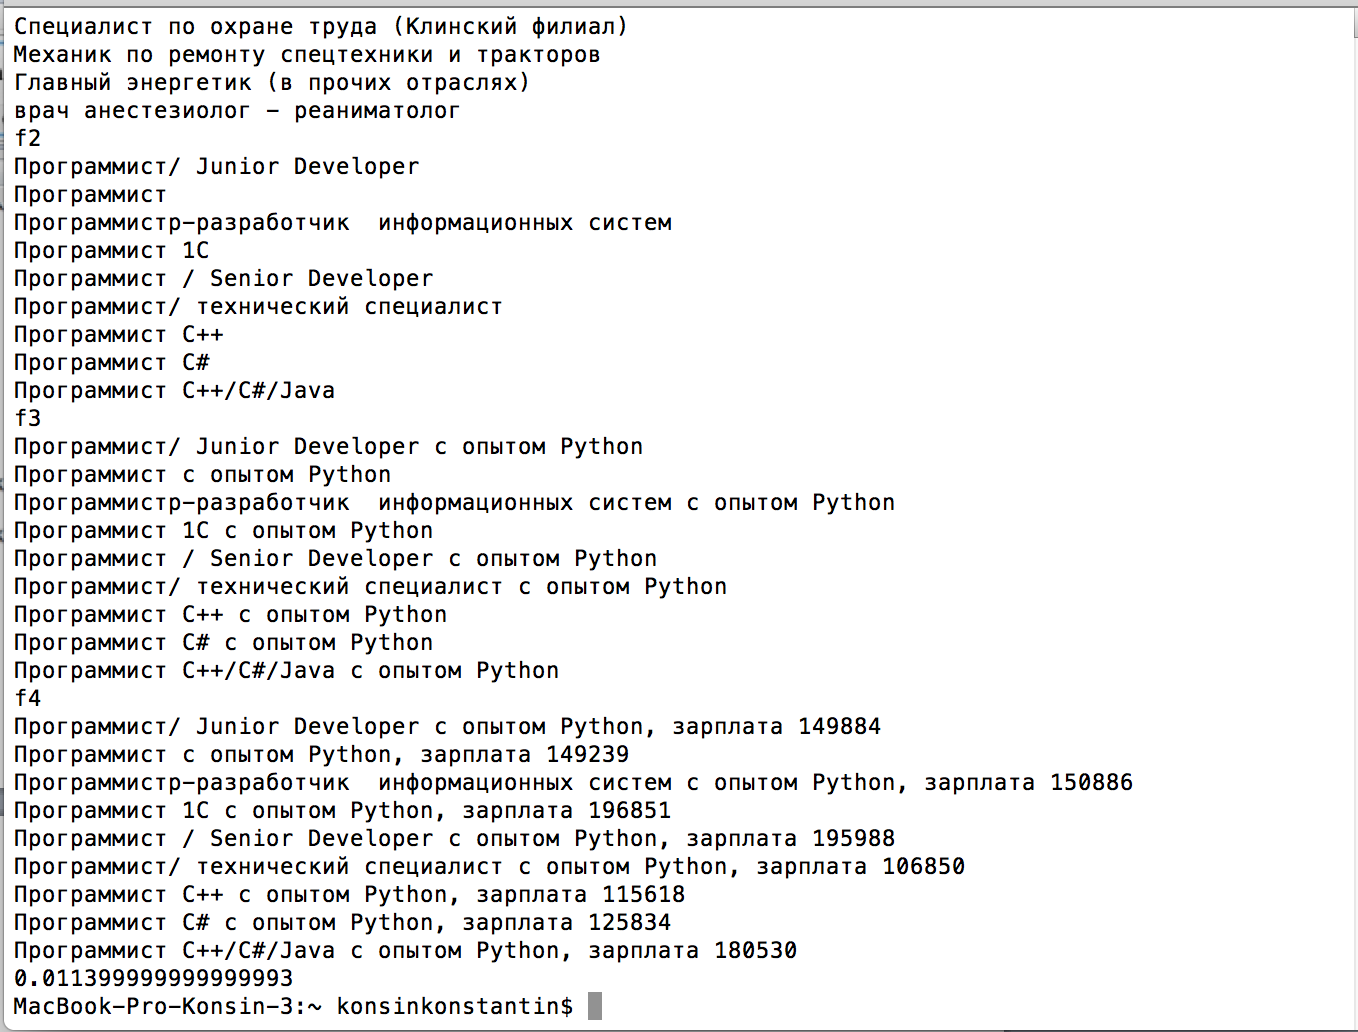 Специалист по охране труда (Клинский филиал)
Механик по ремонту спецтехники и тракторов
Главный энергетик (в прочих отраслях)
врач анестезиолог – реаниматолог
f2
Программист/ Junior Developer
Программист
Программистр-разработчик  информационных систем
Программист 1С
Программист / Senior Developer
Программист/ технический специалист
Программист C++
Программист C#
Программист C++/C#/Java
f3
Программист/ Junior Developer с опытом Python
Программист с опытом Python
Программистр-разработчик  информационных систем с опытом Python
Программист 1С с опытом Python
Программист / Senior Developer с опытом Python
Программист/ технический специалист с опытом Python
Программист C++ с опытом Python
Программист C# с опытом Python
Программист C++/C#/Java с опытом Python
f4
Программист/ Junior Developer с опытом Python, зарплата 149884
Программист с опытом Python, зарплата 149239
Программистр-разработчик  информационных систем с опытом Python, зарплата 150886
Программист 1С с опытом Python, зарплата 196851
Программист / Senior Developer с опытом Python, зарплата 195988
Программист/ технический специалист с опытом Python, зарплата 106850
Программист C++ с опытом Python, зарплата 115618
Программист C# с опытом Python, зарплата 125834
Программист C++/C#/Java с опытом Python, зарплата 180530
0.0113999999999999993
MacBook-Pro-Konsin-3:~ konsinkonstantin$